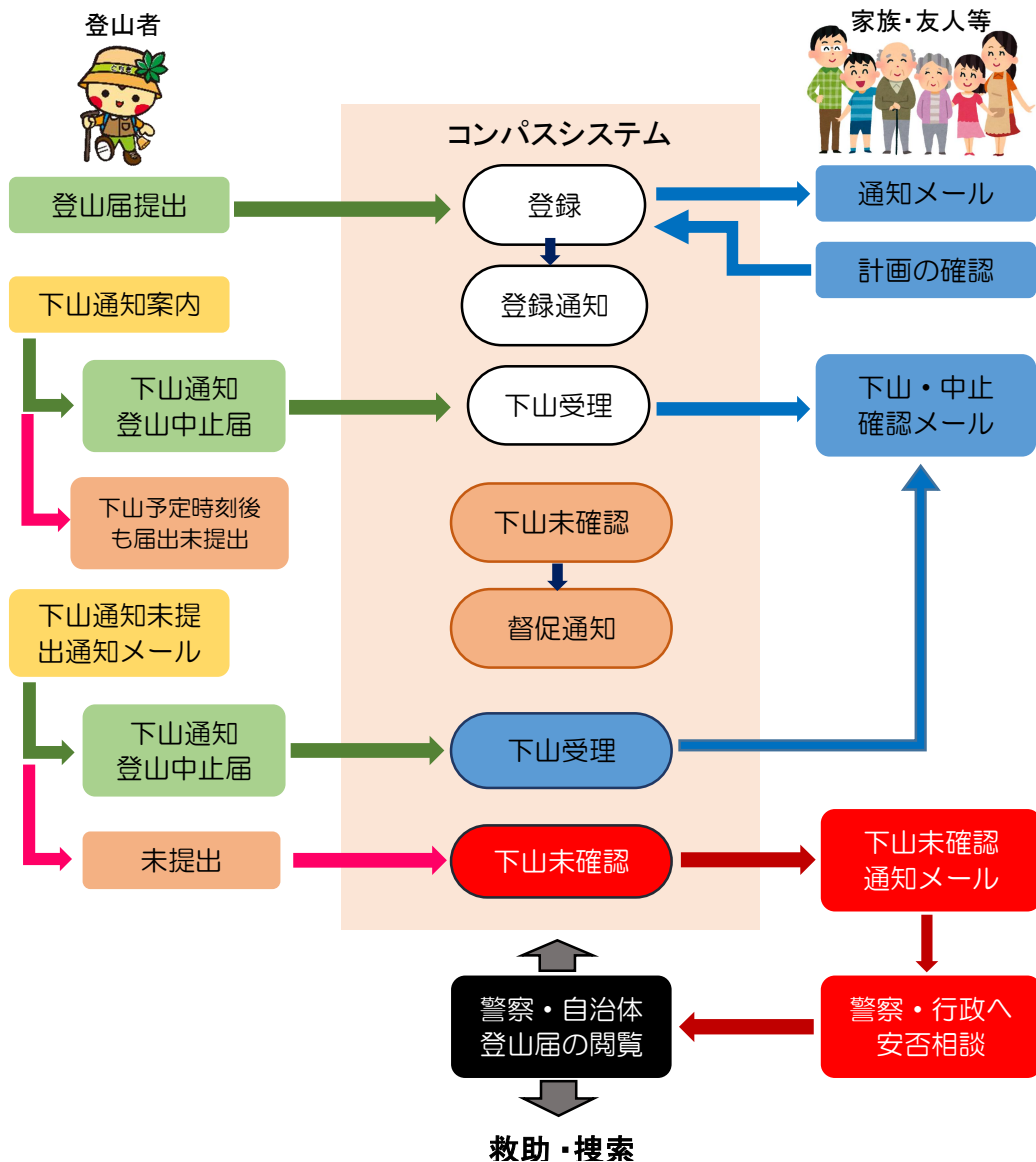 登山者
家族・友人等
とちまる
コンパスシステム
登山届提出
登録
通知メール
計画の確認
登録通知
下山通知案内
下山通知
登山中止届
下山受理
下山・中止
確認メール
下山予定時刻後
も届出未提出
下山未確認
督促通知
下山通知未提
出通知メール
下山通知
登山中止届
下山受理
未提出
下山未確認
下山未確認
通知メール
警察・自治体
登山届の閲覧
警察・行政へ
安否相談
救助・捜索